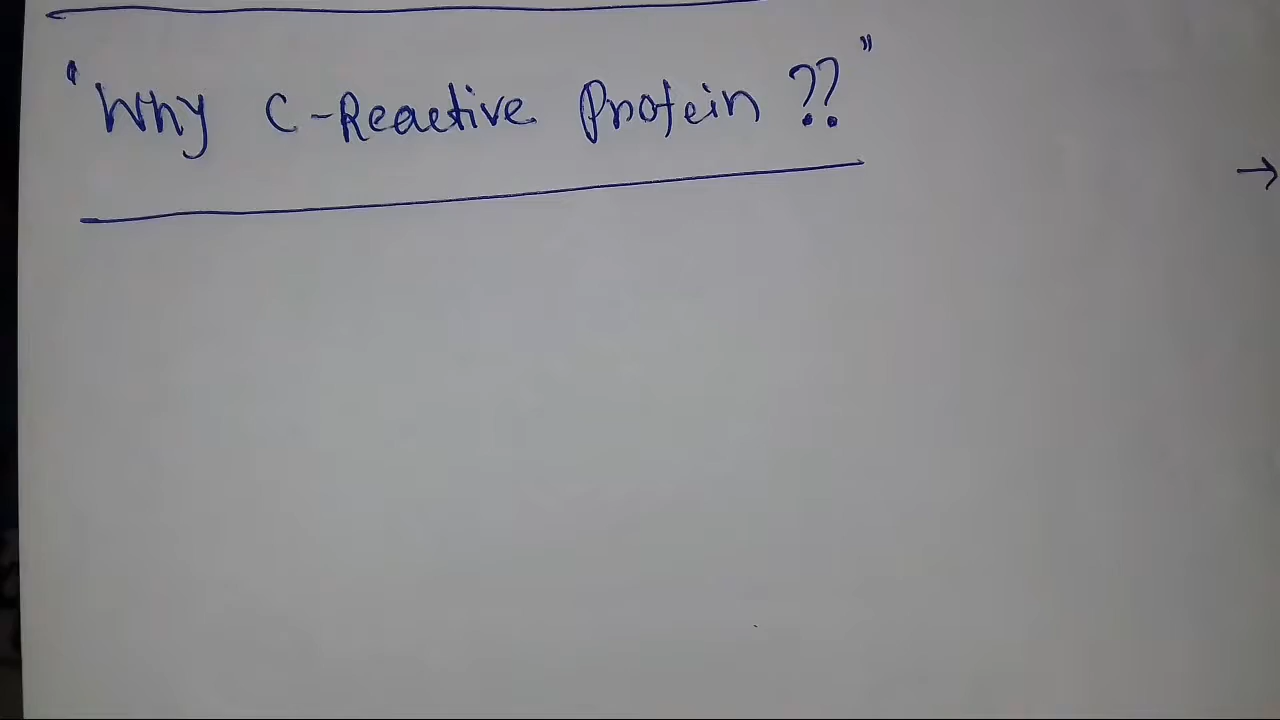 "Why C-Reactive Protein ??"
→